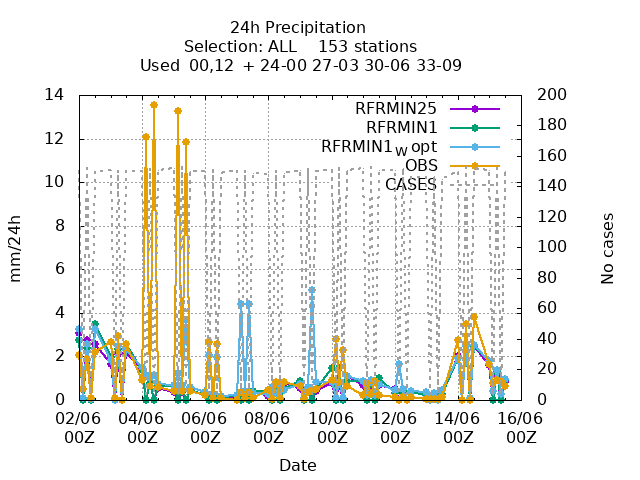 24h Precipitation
Selection: ALL 153 stations
Used 00,12 + 24-00 27-03 30-06 33-09
mm/24h
14
12
10
8
6
4
2
0
RFRMIN25
RFRMIN1
RFRMIN1w opt
OBS
CASES
200
180
160
140
120
100
80
60
40
20
0
No cases
02/06 04/06 06/06 08/06 10/06 12/06 14/06 16/06
00Z 00Z 00Z 00Z 00Z 00Z 00Z 00Z
Date